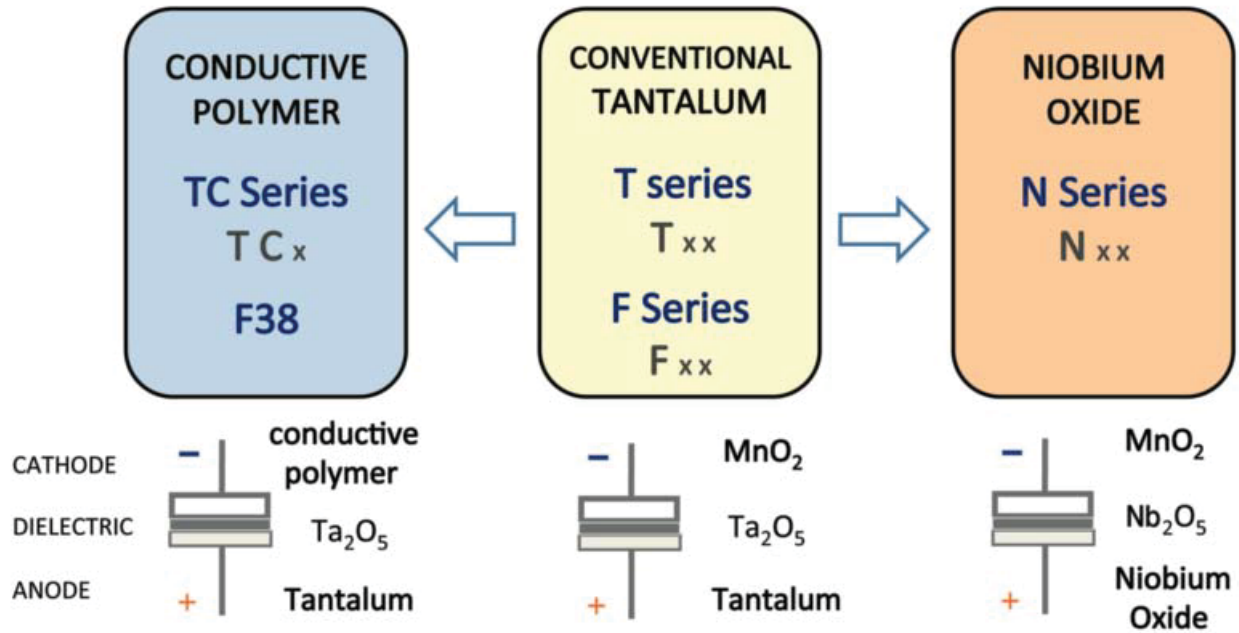 CONDUCTIVE
POLYMER
TC Series
T C x
F38
CONVENTIONAL
TANTALUM
T series
T x x
F Series
F x x
NIOBIUM
OXIDE
N Series
N x x
CATHODE
DIELECTRIC
ANODE
−
conductive
polymer
Ta₂O₅
+
Tantalum
−
MnO₂
Ta₂O₅
+
Tantalum
−
MnO₂
Nb₂O₅
+
Niobium
Oxide